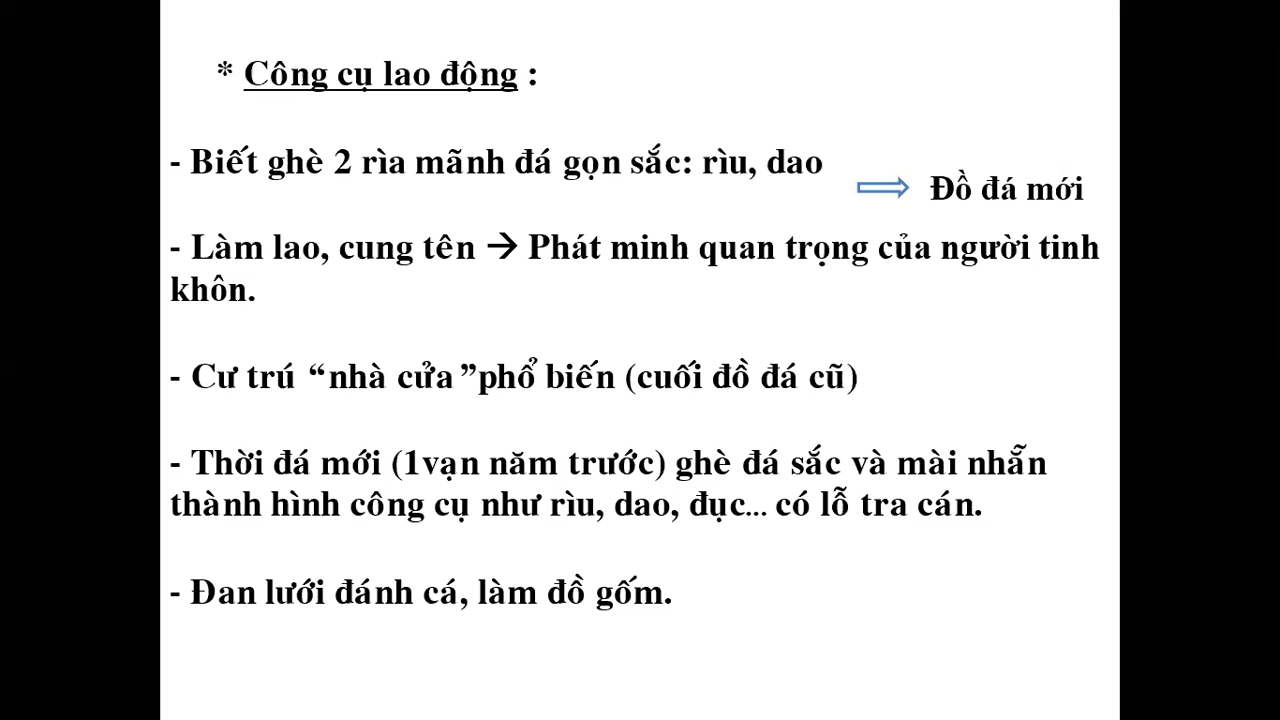 * Công cụ lao động :
- Biết ghè 2 rìa mãnh đá gọn sắc: rìu, dao
⇒ Đồ đá mới
- Làm lao, cung tên → Phát minh quan trọng của người tinh
khôn.
- Cư trú “nhà cửa”phổ biến (cuối đồ đá cũ)
- Thời đá mới (1vạn năm trước) ghè đá sắc và mài nhẵn
thành hình công cụ như rìu, dao, đục... có lỗ tra cán.
- Đan lưới đánh cá, làm đồ gốm.